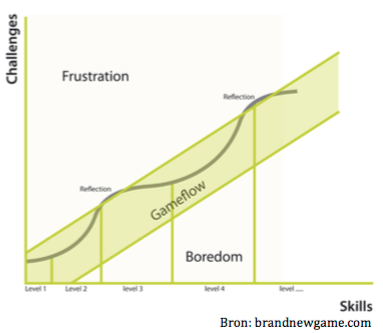 Challenges
Frustration
Reflection
Reflection
Gameflow
Boredom
Level 1
Level 2
level 3
level 4
level ....
Skills
Bron: brandnewgame.com